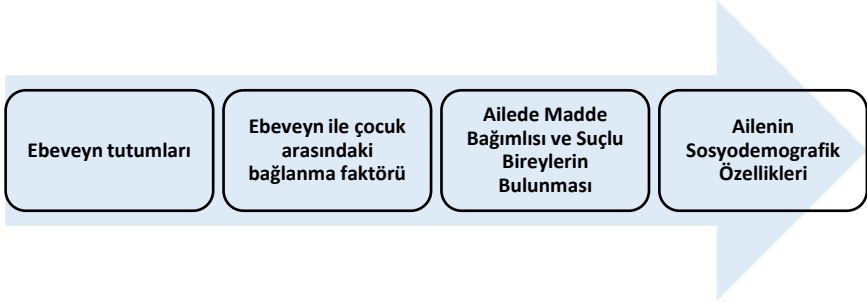 Ebeveyn tutumları
Ebeveyn ile çocuk
arasındaki
bağlanma faktörü
Ailede Madde
Bağımlısı ve Suçlu
Bireylerin
Bulunması
Ailenin
Sosyodemografik
Özellikleri